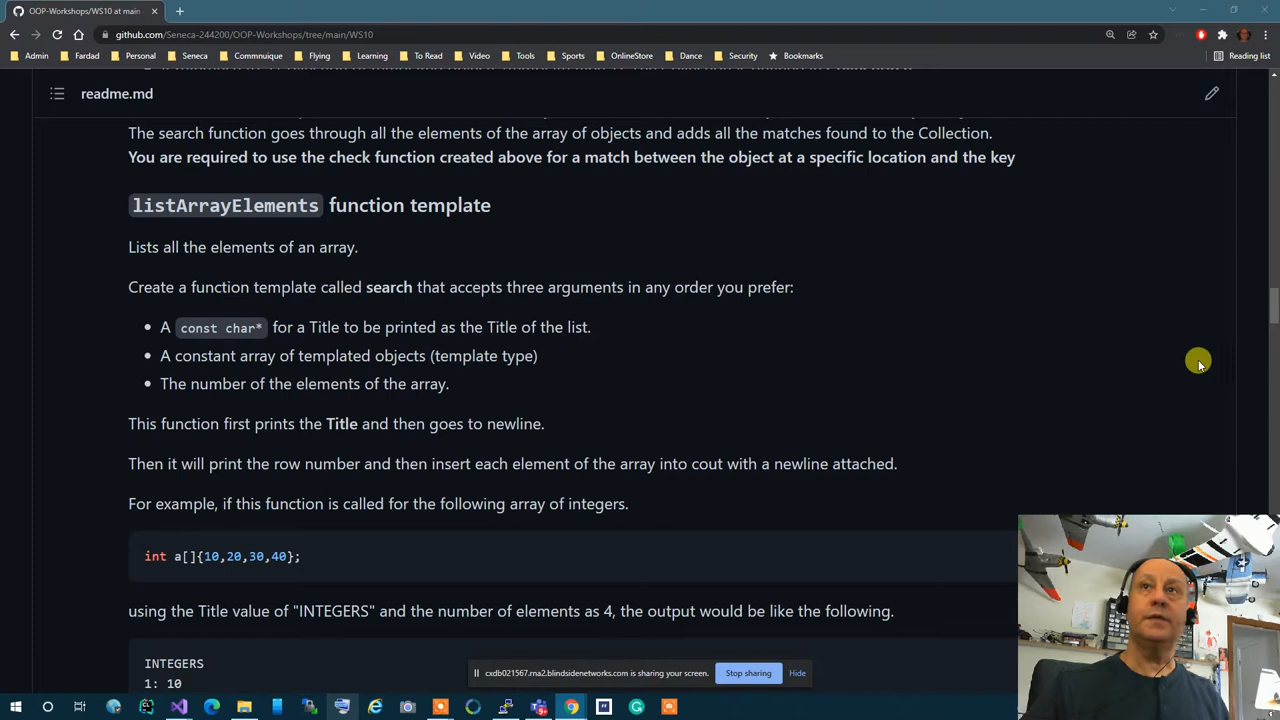 OOP-Workshops/WS10 at main
github.com/Seneca-244200/OOP-Workshops/tree/main/WS10
Admin Fardad Personal Seneca Commnuique Flying Learning To Read Video Tools Sports OnlineStore Dance Security Bookmarks Reading list
readme.md
The search function goes through all the elements of the array of objects and adds all the matches found to the Collection.
You are required to use the check function created above for a match between the object at a specific location and the key
listArrayElements function template
Lists all the elements of an array.
Create a function template called search that accepts three arguments in any order you prefer:
• A const char* for a Title to be printed as the Title of the list.
• A constant array of templated objects (template type)
• The number of the elements of the array.
This function first prints the Title and then goes to newline.
Then it will print the row number and then insert each element of the array into cout with a newline attached.
For example, if this function is called for the following array of integers.
int a[]{10,20,30,40};
using the Title value of "INTEGERS" and the number of elements as 4, the output would be like the following.
INTEGERS
1: 10
cxdb021567.rna2.blindsidenetworks.com is sharing your screen. Stop sharing Hide